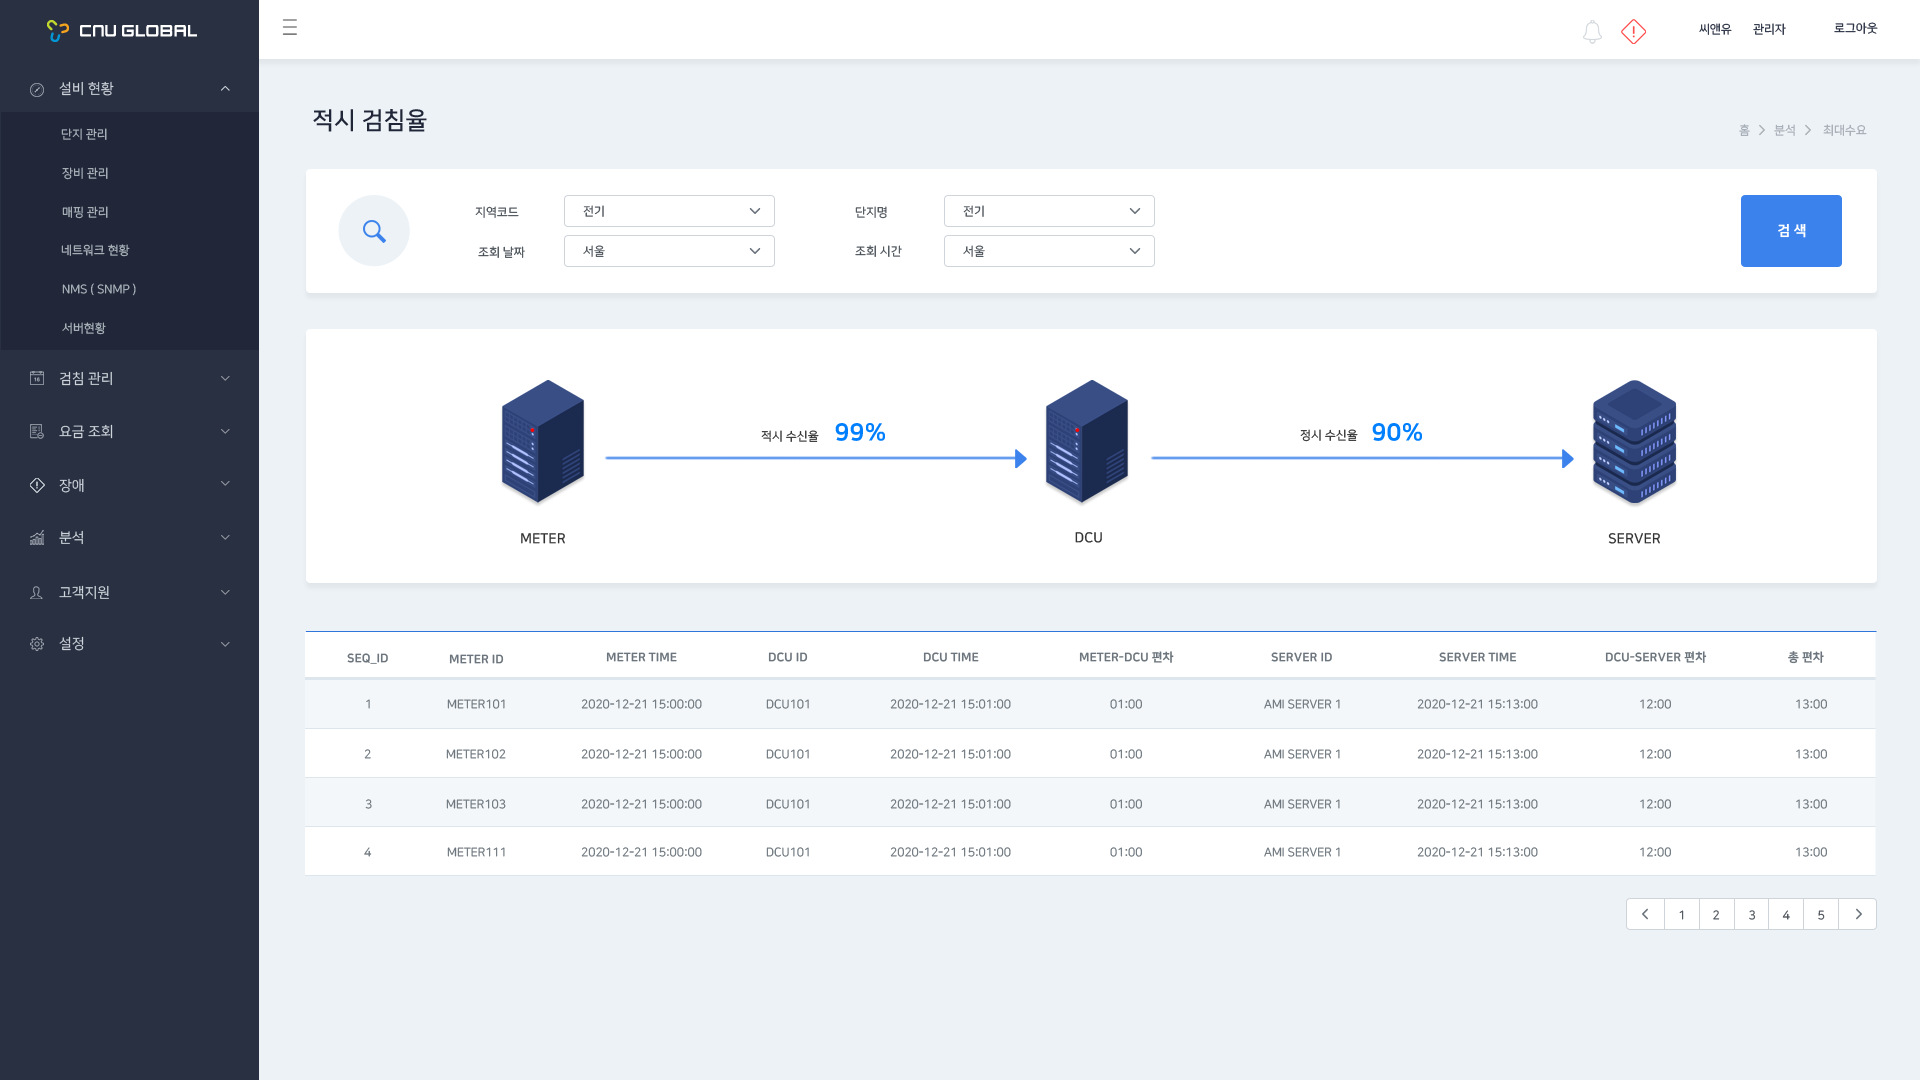 CNU GLOBAL
씨앤유 관리자 로그아웃
설비 현황
단지 관리
장비 관리
매핑 관리
네트워크 현황
NMS ( SNMP )
서버현황
검침 관리
요금 조회
장애
분석
고객지원
설정
적시 검침율
홈 > 분석 > 최대수요
지역코드 전기 단지명 전기
조회 날짜 서울 조회 시간 서울
검 색
적시 수신율 99% 정시 수신율 90%
METER DCU SERVER
SEQ_ID METER ID METER TIME DCU ID DCU TIME METER-DCU 편차 SERVER ID SERVER TIME DCU-SERVER 편차 총 편차
1 METER101 2020-12-21 15:00:00 DCU101 2020-12-21 15:01:00 01:00 AMI SERVER 1 2020-12-21 15:13:00 12:00 13:00
2 METER102 2020-12-21 15:00:00 DCU101 2020-12-21 15:01:00 01:00 AMI SERVER 1 2020-12-21 15:13:00 12:00 13:00
3 METER103 2020-12-21 15:00:00 DCU101 2020-12-21 15:01:00 01:00 AMI SERVER 1 2020-12-21 15:13:00 12:00 13:00
4 METER111 2020-12-21 15:00:00 DCU101 2020-12-21 15:01:00 01:00 AMI SERVER 1 2020-12-21 15:13:00 12:00 13:00
< 1 2 3 4 5 >